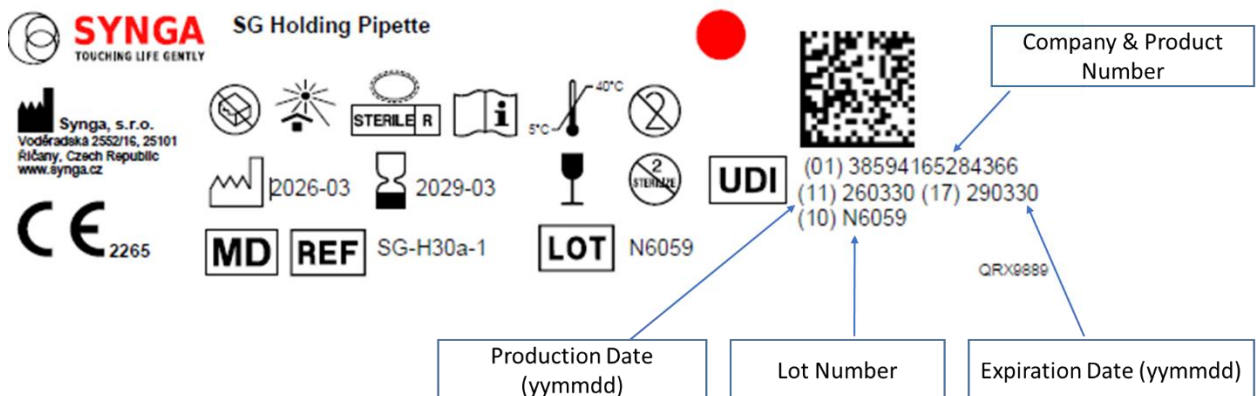 SYNGA
TOUCHING LIFE GENTLY
SG Holding Pipette
Company & Product
Number
Synga, s.r.o.
Voděradská 2552/16, 25101
Říčany, Czech Republic
www.synga.cz
STERILE R
i
5°C
40°C
2
2026-03
2029-03
2
STERILIZE
UDI
(01) 38594165284366
(11) 260330 (17) 290330
(10) N6059
CE 2265
MD REF SG-H30a-1
LOT N6059
QRX9889
Production Date
(yymmdd)
Lot Number
Expiration Date (yymmdd)